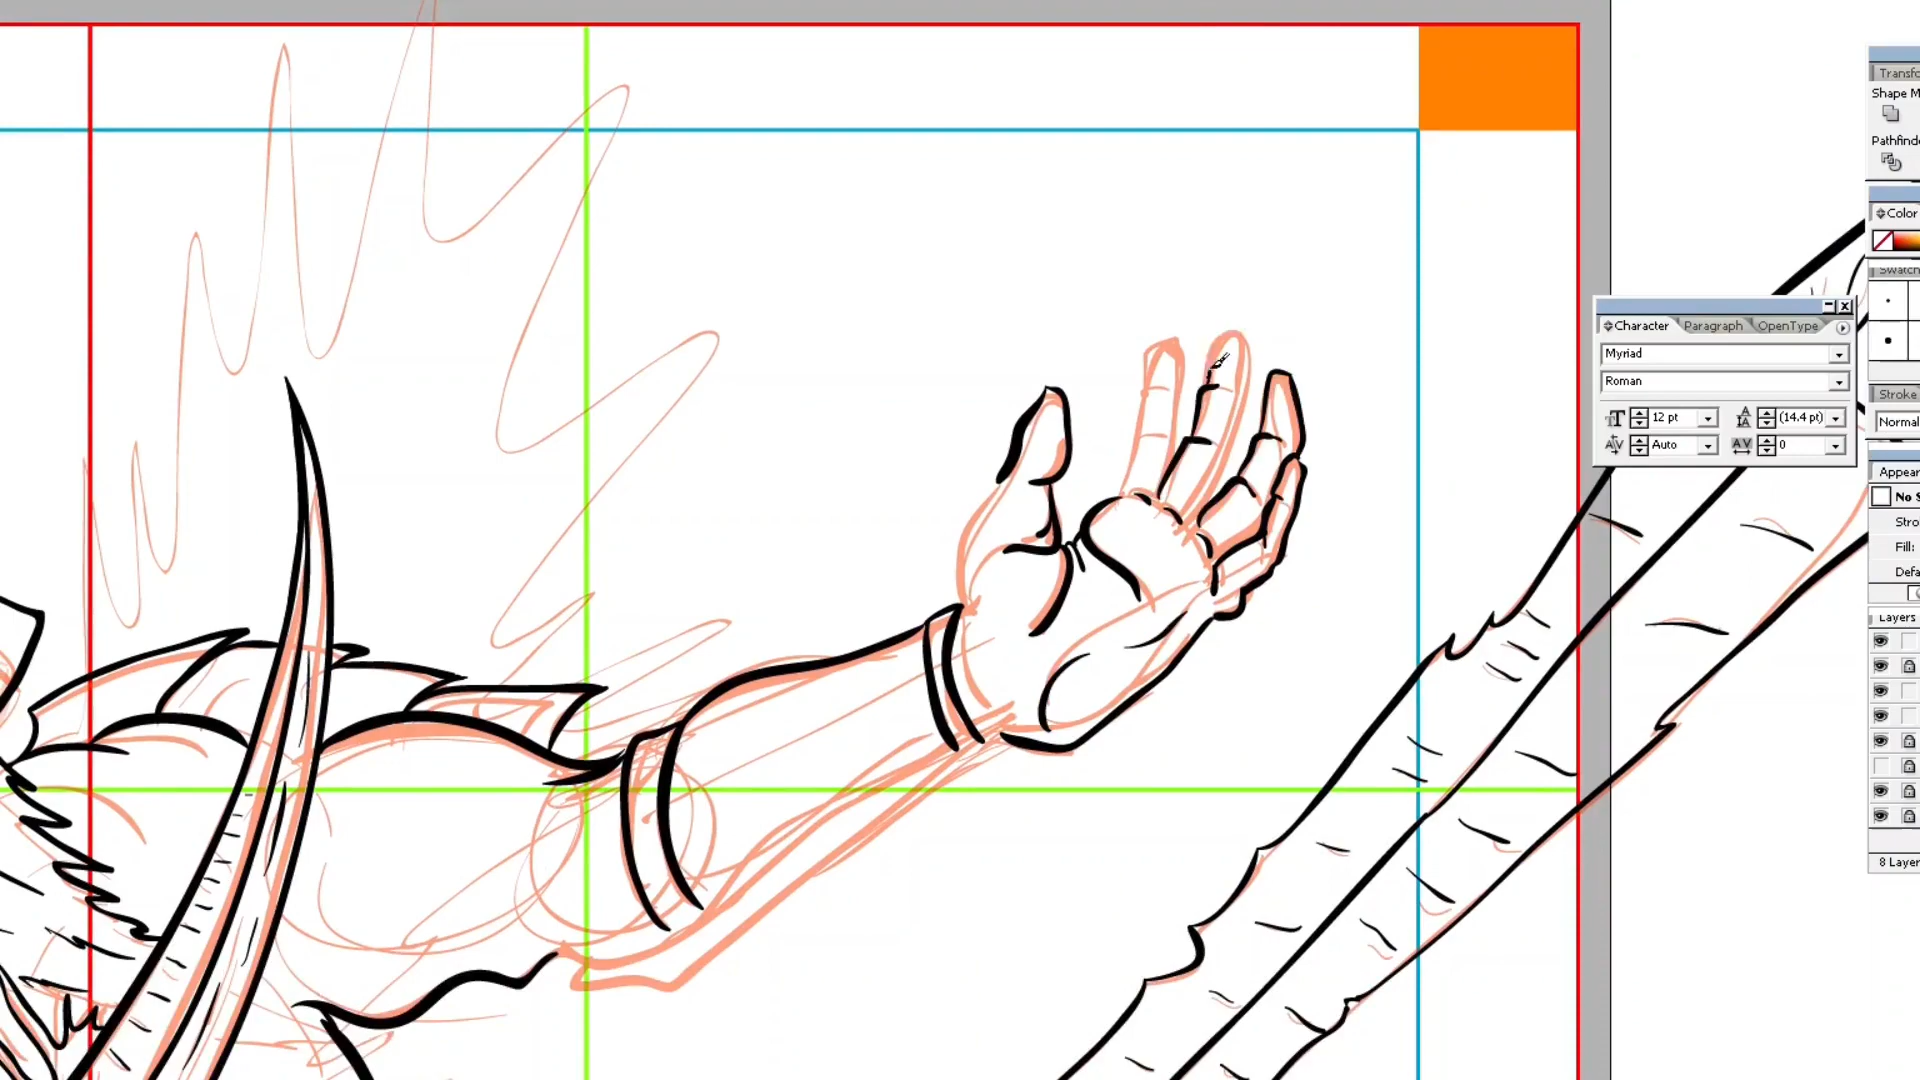 Transfo
Shape M
Pathfinde
Color
Swatch
Character Paragraph OpenType
Myriad
Roman
12 pt (14.4 pt)
Auto 0
Stroke
Normal
Appear
No S
Stro
Fill:
Defa
Layers
8 Layer